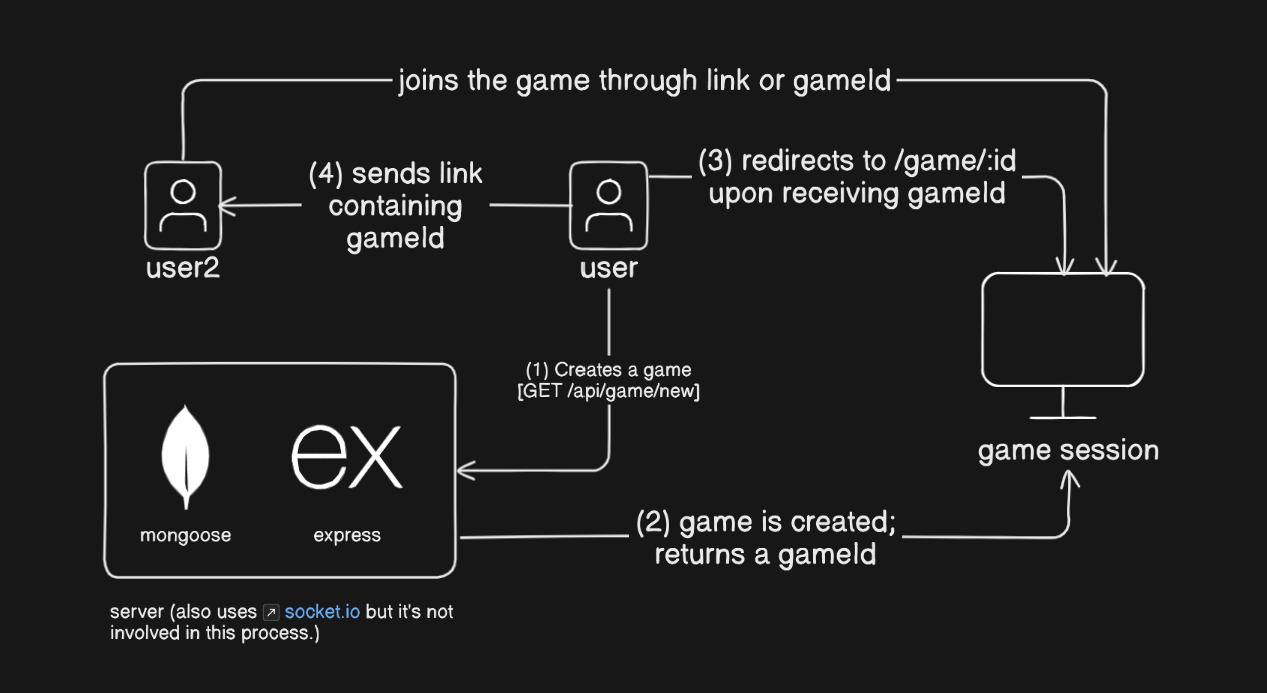 joins the game through link or gameId
(4) sends link
containing
gameId
(3) redirects to /game/:id
upon receiving gameId
user2
user
(1) Creates a game
[GET /api/game/new]
ex
mongoose
express
game session
(2) game is created;
returns a gameId
server (also uses socket.io but it's not
involved in this process.)